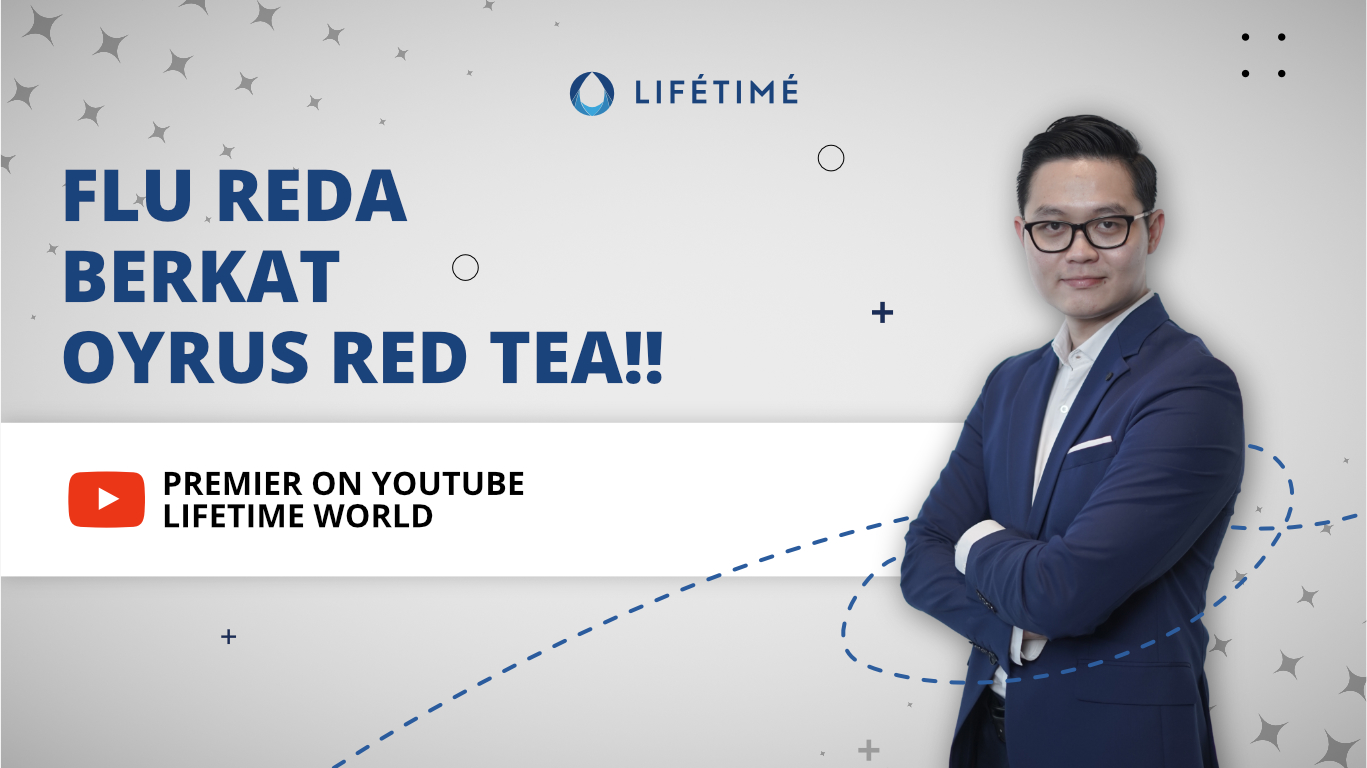 LIFÉTIMÉ
FLU REDA
BERKAT
OYRUS RED TEA!!
PREMIER ON YOUTUBE
LIFETIME WORLD